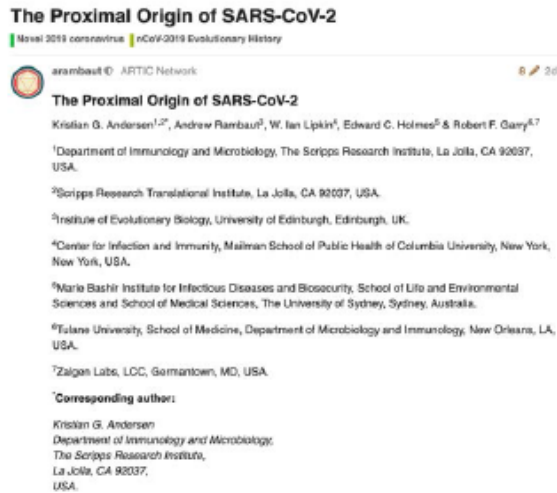 The Proximal Origin of SARS-CoV-2
Novel 2019 coronavirus nCoV-2019 Evolutionary History
arambaut ARTIC Network 8 2d
The Proximal Origin of SARS-CoV-2
Kristian G. Andersen1,2*, Andrew Rambaut3, W. Ian Lipkin4, Edward C. Holmes5 & Robert F. Garry6,7
1Department of Immunology and Microbiology, The Scripps Research Institute, La Jolla, CA 92037,
USA.
2Scripps Research Translational Institute, La Jolla, CA 92037, USA.
3Institute of Evolutionary Biology, University of Edinburgh, Edinburgh, UK.
4Center for Infection and Immunity, Mailman School of Public Health of Columbia University, New York,
New York, USA.
5Marie Bashir Institute for Infectious Diseases and Biosecurity, School of Life and Environmental
Sciences and School of Medical Sciences, The University of Sydney, Sydney, Australia.
6Tulane University, School of Medicine, Department of Microbiology and Immunology, New Orleans, LA,
USA.
7Zalgen Labs, LCC, Germantown, MD, USA.
*Corresponding author:
Kristian G. Andersen
Department of Immunology and Microbiology,
The Scripps Research Institute,
La Jolla, CA 92037,
USA.